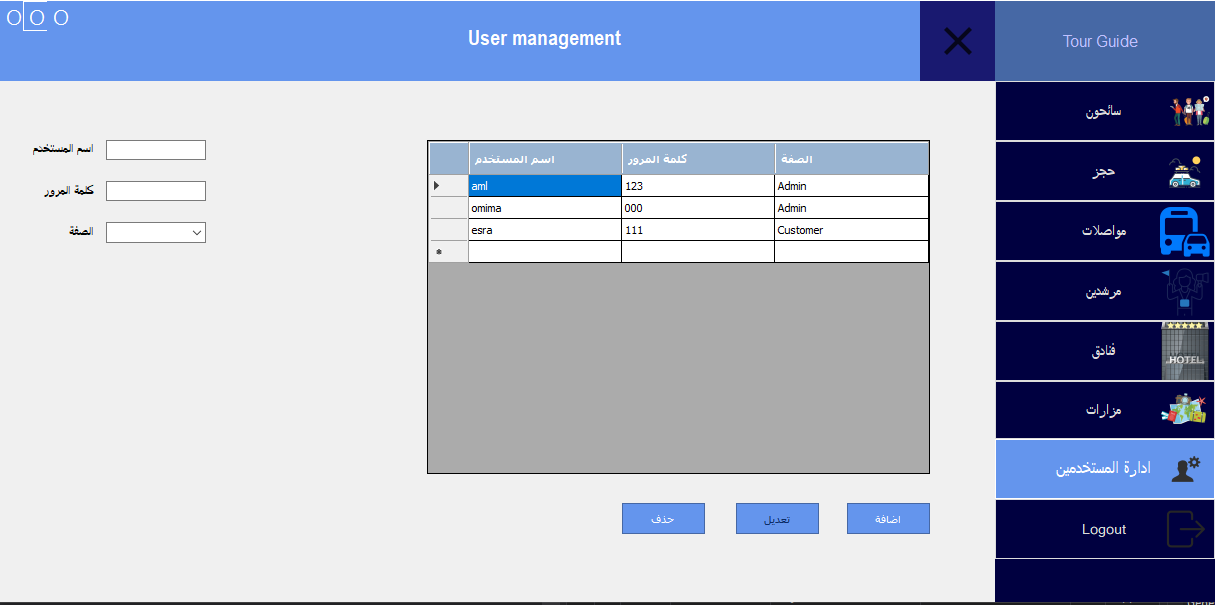 User management
Tour Guide
سائحون
حجز
مواصلات
مرشدين
فنادق
HOTEL
مزارات
ادارة المستخدمين
Logout
اسم المستخدم
كلمة المرور
الصفة
اسم المستخدم كلمة المرور الصفة
aml 123 Admin
omima 000 Admin
esra 111 Customer
حذف تعديل اضافة